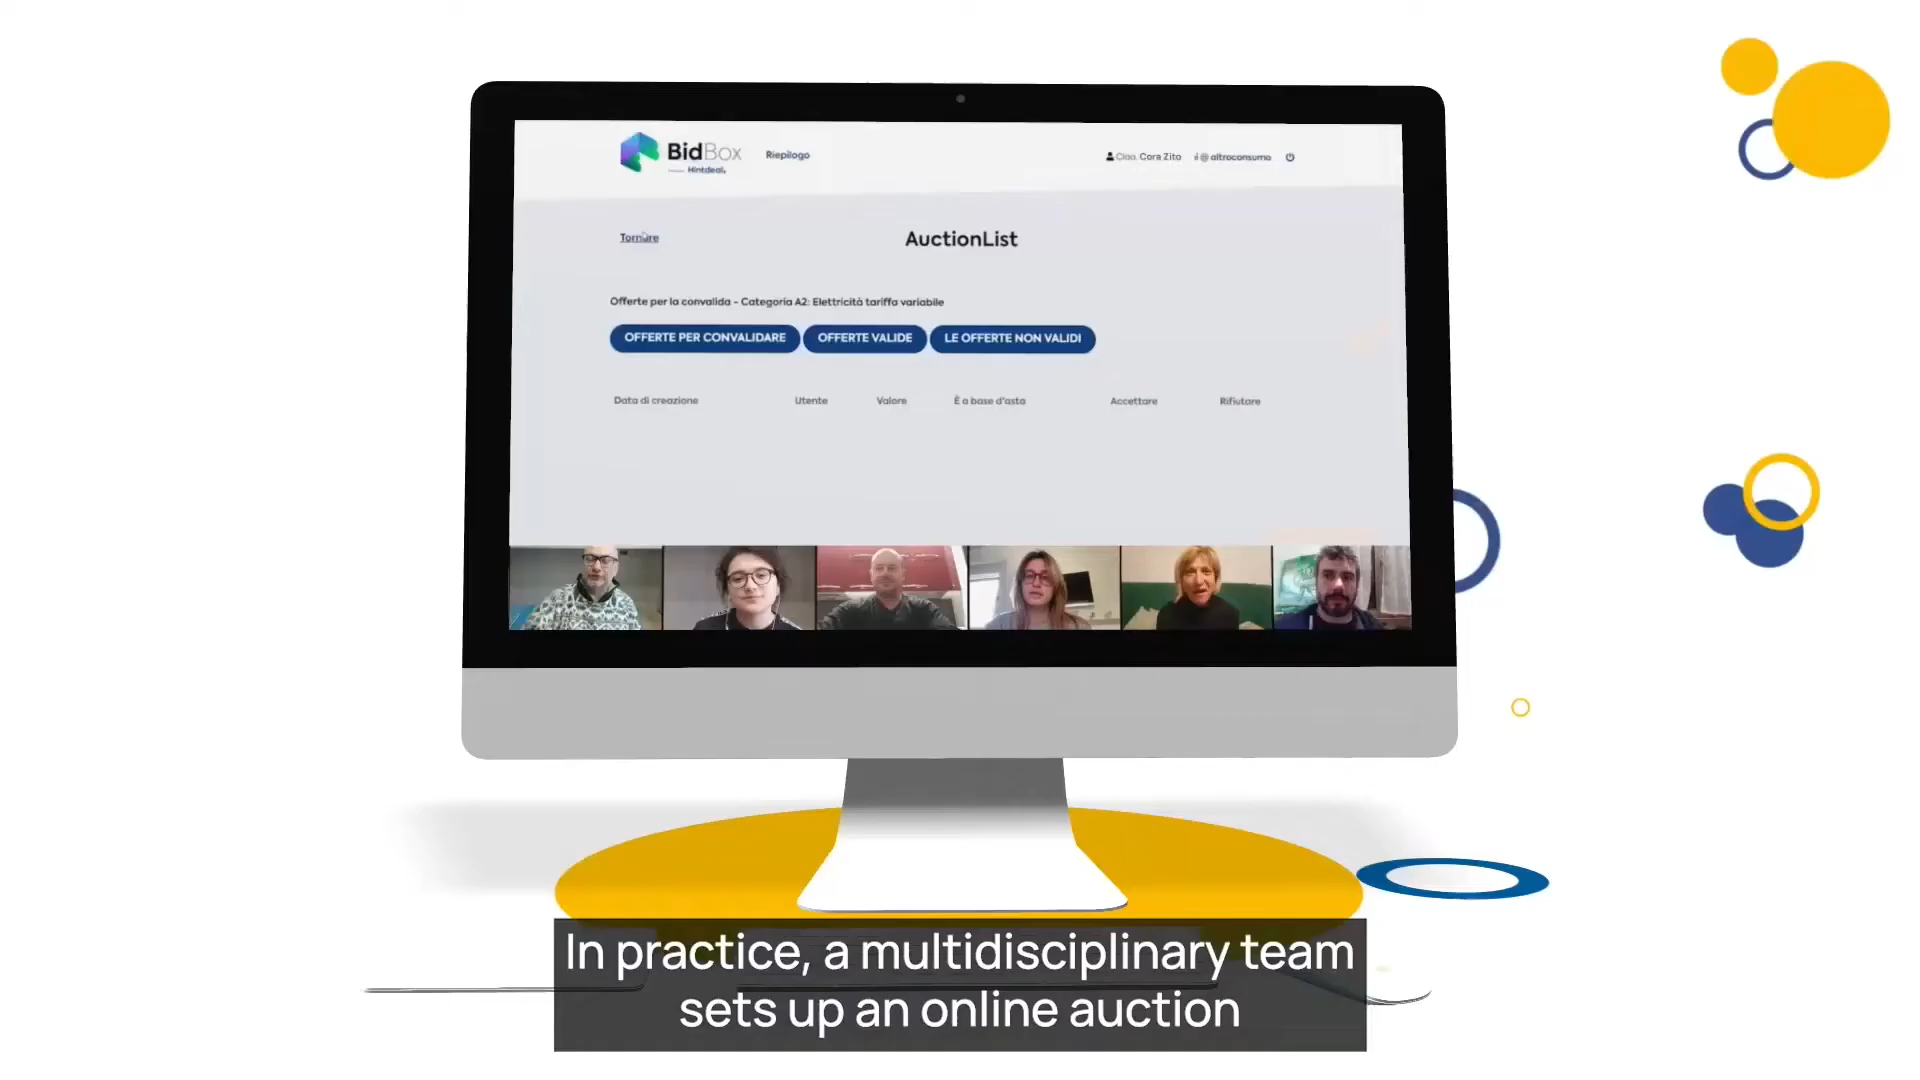 BidBox
Hintdeal
Riepilogo
Ciao, Cora Zito
@ altroconsumo
Tornare
AuctionList
Offerte per la convalida - Categoria A2: Elettricità tariffa variabile
OFFERTE PER CONVALIDARE
OFFERTE VALIDE
LE OFFERTE NON VALIDI
Data di creazione
Utente
Valore
È a base d'asta
Accettare
Rifiutare
In practice, a multidisciplinary team
sets up an online auction